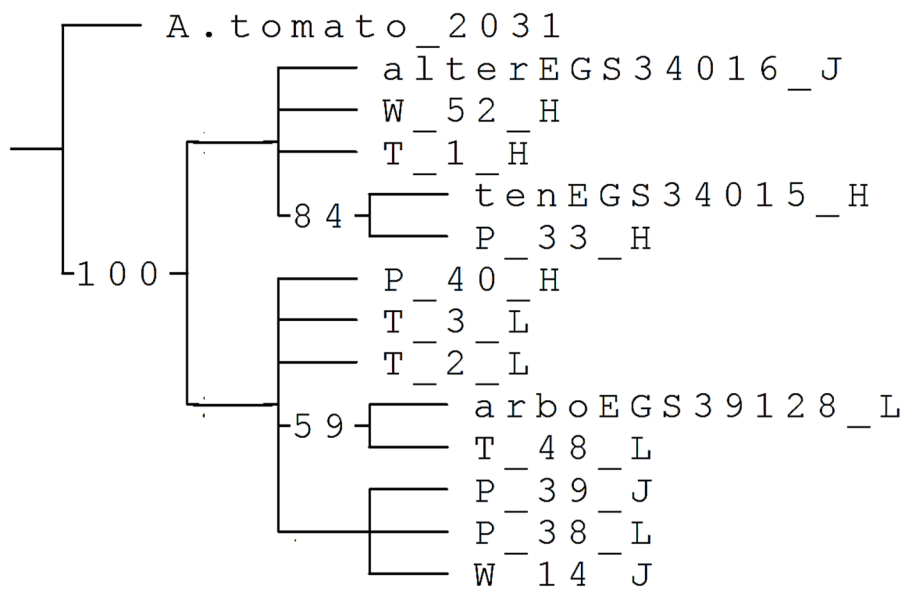 A.tomato_2031
alterEGS34016_J
W_52_H
T_1_H
tenEGS34015_H
84
P_33_H
100
P_40_H
T_3_L
T_2_L
arboEGS39128_L
59
T_48_L
P_39_J
P_38_L
W_14_J